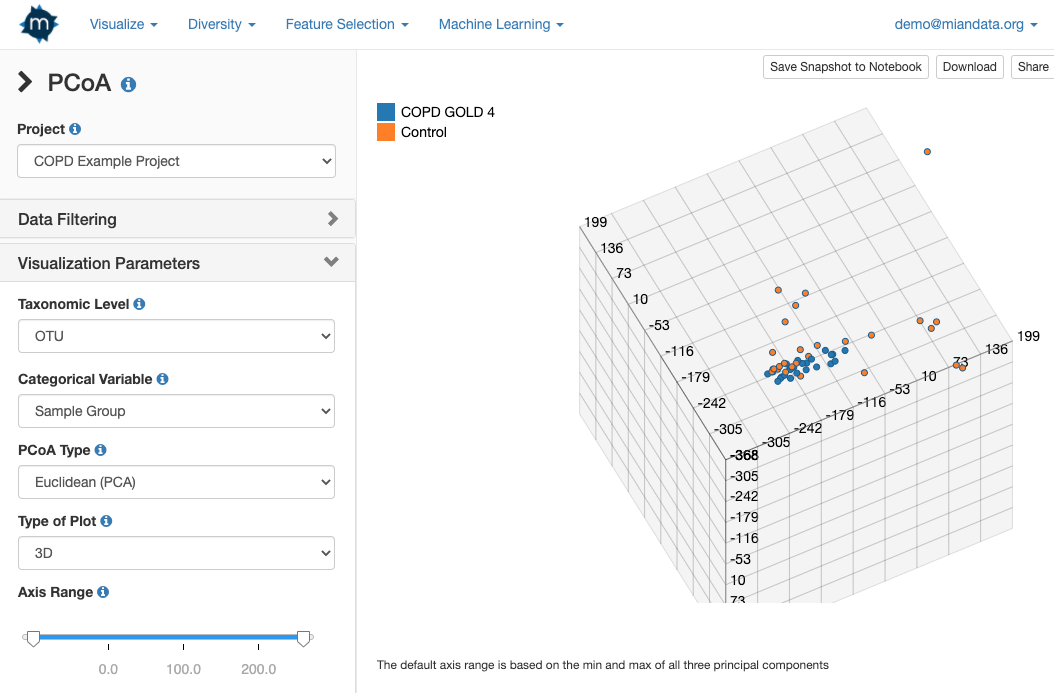 m Visualize Diversity Feature Selection Machine Learning demo@miandata.org
Save Snapshot to Notebook Download Share
PCoA
Project
COPD Example Project
Data Filtering
Visualization Parameters
Taxonomic Level
OTU
Categorical Variable
Sample Group
PCoA Type
Euclidean (PCA)
Type of Plot
3D
Axis Range
0.0 100.0 200.0
COPD GOLD 4
Control
199
136
73
10
-53
-116
-179
-242
-305
-368
199
136
73
10
-53
-116
-179
-242
-305
-305
-242
-179
-116
-53
10
73
The default axis range is based on the min and max of all three principal components